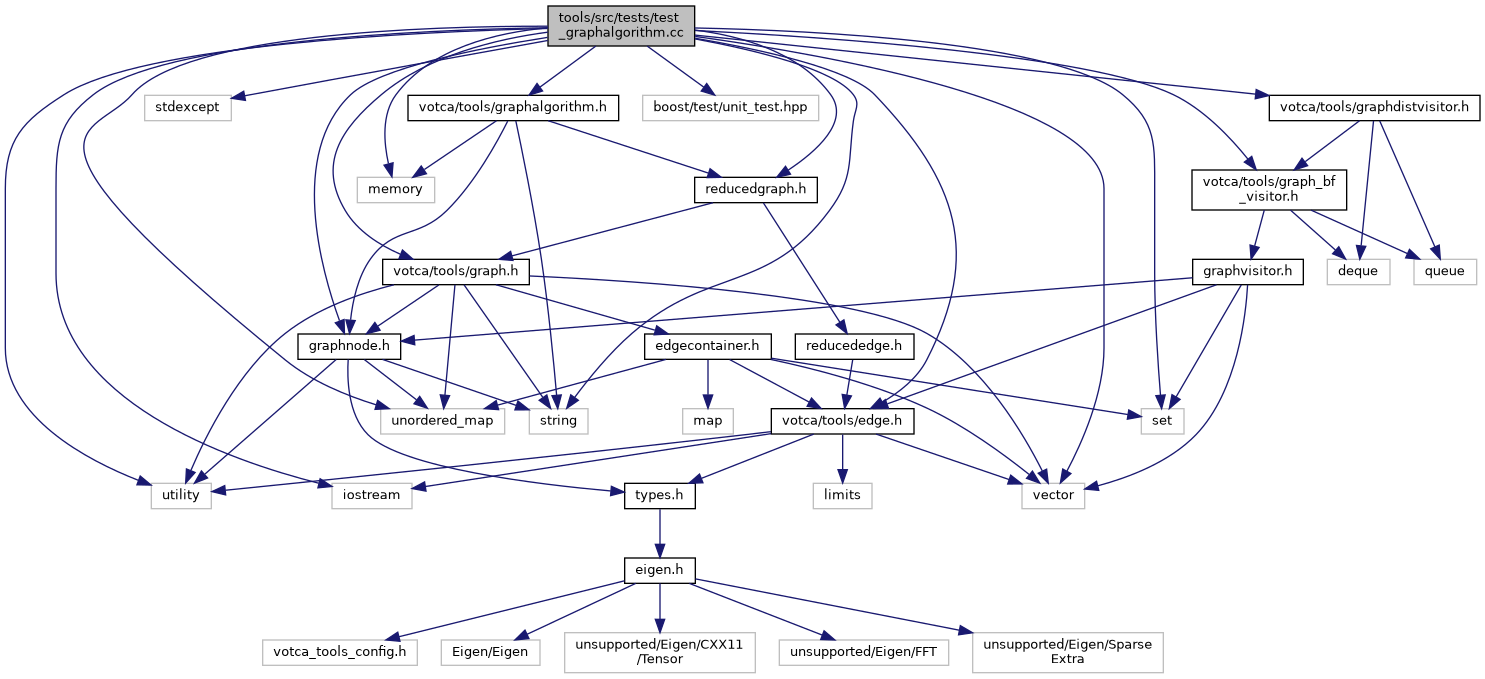 tools/src/tests/test
_graphalgorithm.cc
stdexcept
votca/tools/graphalgorithm.h
boost/test/unit_test.hpp
votca/tools/graphdistvisitor.h
memory
reducedgraph.h
votca/tools/graph_bf
_visitor.h
votca/tools/graph.h
graphvisitor.h
deque
queue
graphnode.h
edgecontainer.h
reducededge.h
unordered_map
string
map
votca/tools/edge.h
set
utility
iostream
types.h
limits
vector
eigen.h
votca_tools_config.h
Eigen/Eigen
unsupported/Eigen/CXX11
/Tensor
unsupported/Eigen/FFT
unsupported/Eigen/Sparse
Extra